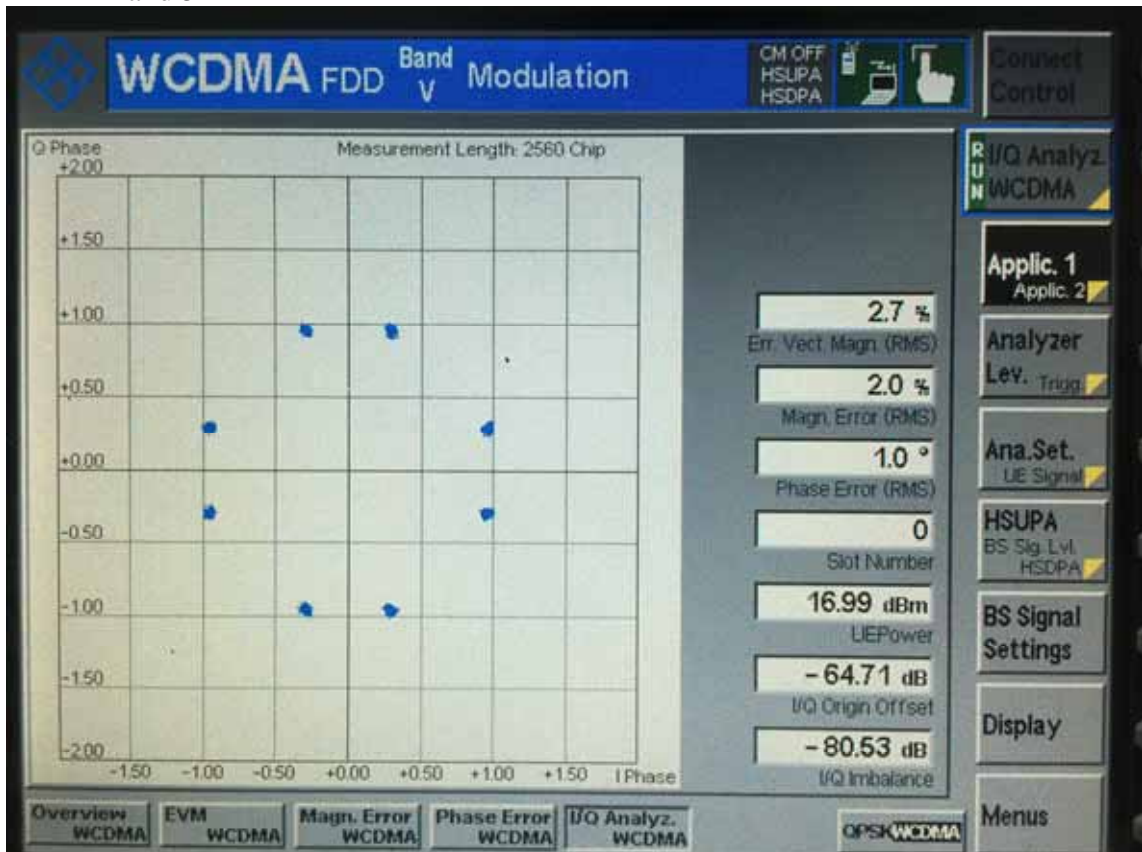 WCDMA FDD Band V Modulation
CM OFF
HSUPA
HSDPA
Connect
Control
Q Phase
Measurement Length: 2560 Chip
+2.00
+1.50
+1.00
+0.50
+0.00
-0.50
-1.00
-1.50
-2.00
-1.50 -1.00 -0.50 +0.00 +0.50 +1.00 +1.50 I Phase
2.7 %
Err. Vect. Magn. (RMS)
2.0 %
Magn. Error (RMS)
1.0 °
Phase Error (RMS)
0
Slot Number
16.99 dBm
UEPower
- 64.71 dB
I/Q Origin Offset
- 80.53 dB
I/Q Imbalance
RUN
I/Q Analyz.
WCDMA
Applic. 1
Applic. 2
Analyzer
Lev. Trigg.
Ana.Set.
UE Signal
HSUPA
BS Sig. Lvl.
HSDPA
BS Signal
Settings
Display
Menus
Overview
WCDMA
EVM
WCDMA
Magn. Error
WCDMA
Phase Error
WCDMA
I/Q Analyz.
WCDMA
QPSK WCDMA